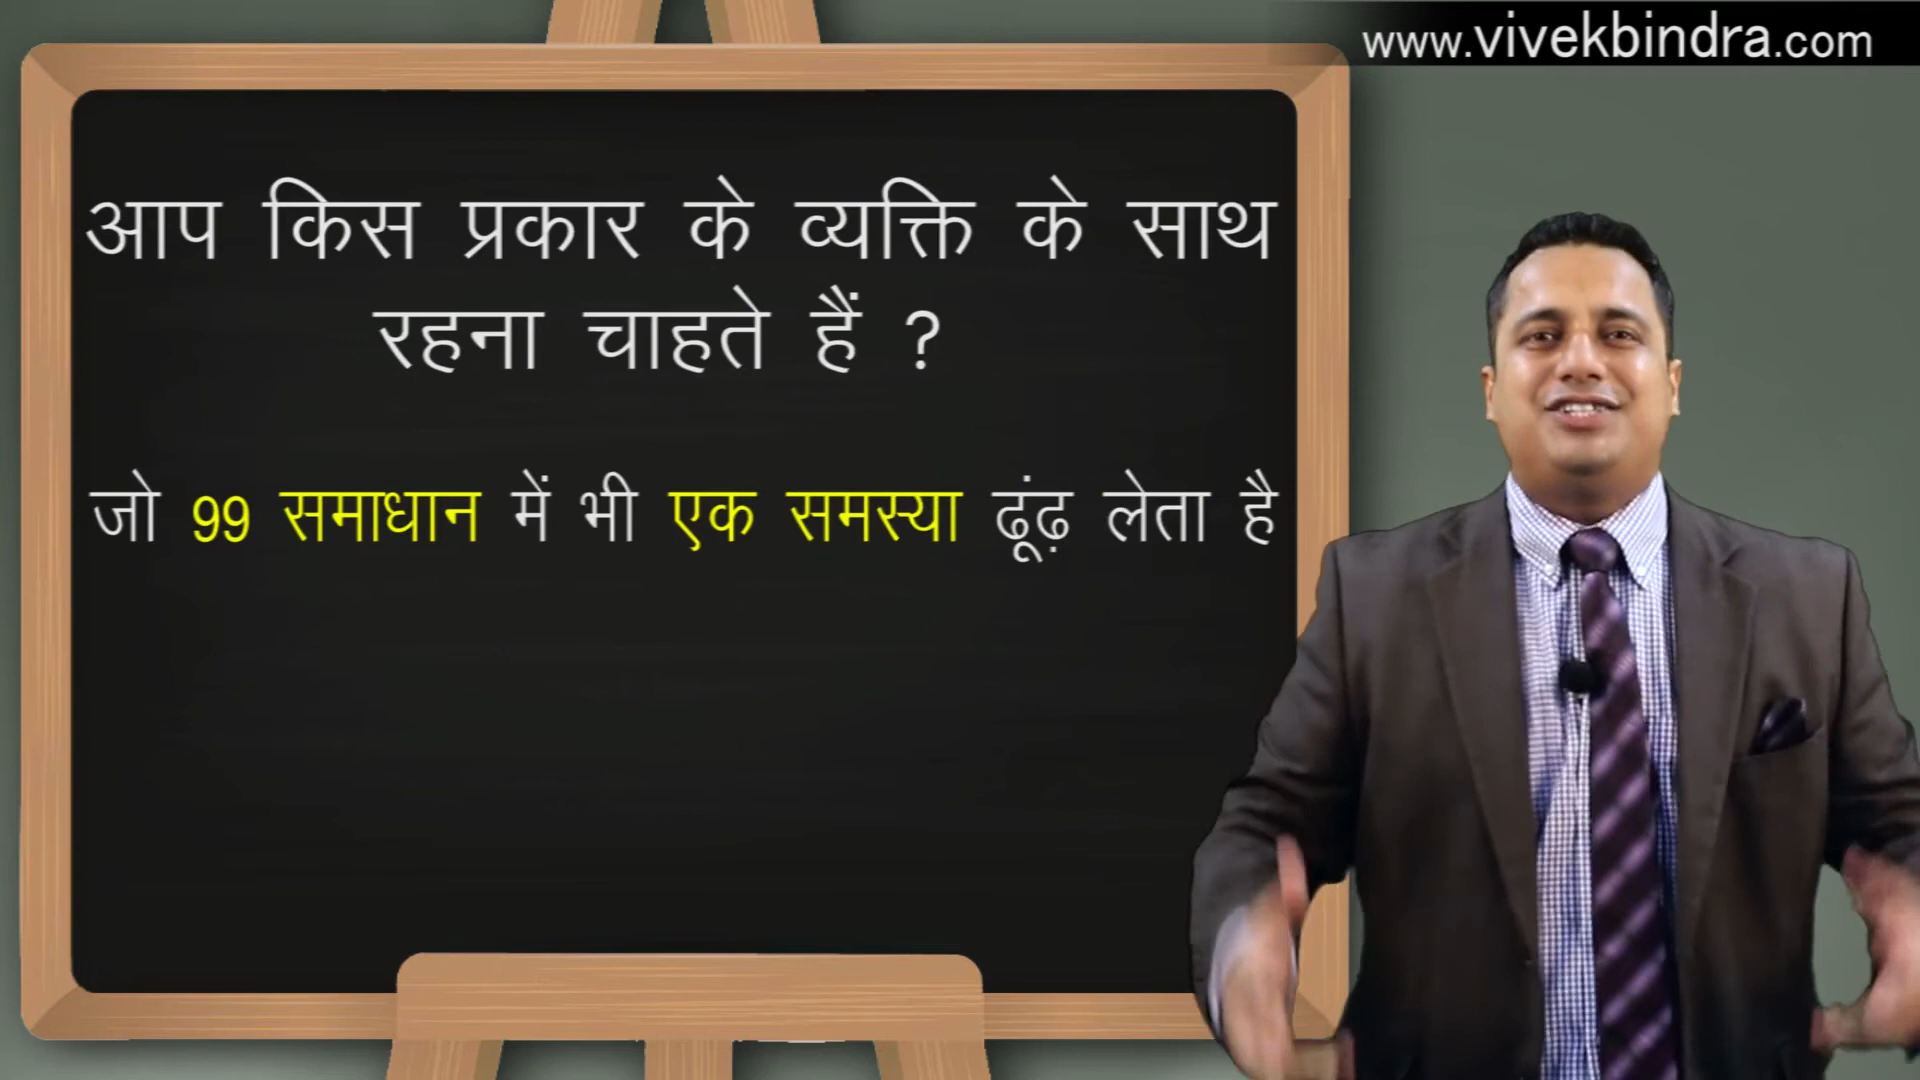 www.vivekbindra.com
आप किस प्रकार के व्यक्ति के साथ
रहना चाहते हैं ?
जो 99 समाधान में भी एक समस्या ढूंढ़ लेता है